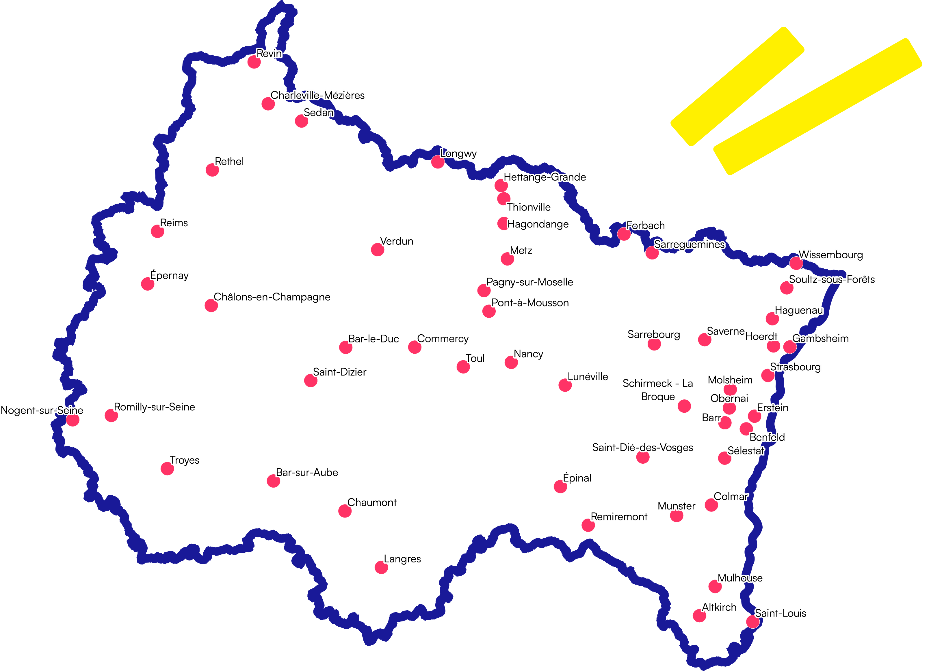 Revin
Charleville-Mézières
Sedan
Longwy
Rethel
Hettange-Grande
Thionville
Hagondange
Reims
Forbach
Verdun
Sarreguemines
Metz
Wissembourg
Épernay
Pagny-sur-Moselle
Soultz-sous-Forêts
Châlons-en-Champagne
Pont-à-Mousson
Haguenau
Saverne
Sarrebourg
Hoerdt
Gambsheim
Bar-le-Duc
Commercy
Nancy
Toul
Strasbourg
Saint-Dizier
Lunéville
Molsheim
Schirmeck - La
Broque
Obernai
Nogent-sur-Seine
Romilly-sur-Seine
Erstein
Barr
Benfeld
Saint-Dié-des-Vosges
Sélestat
Troyes
Bar-sur-Aube
Épinal
Chaumont
Colmar
Munster
Remiremont
Langres
Mulhouse
Altkirch
Saint-Louis